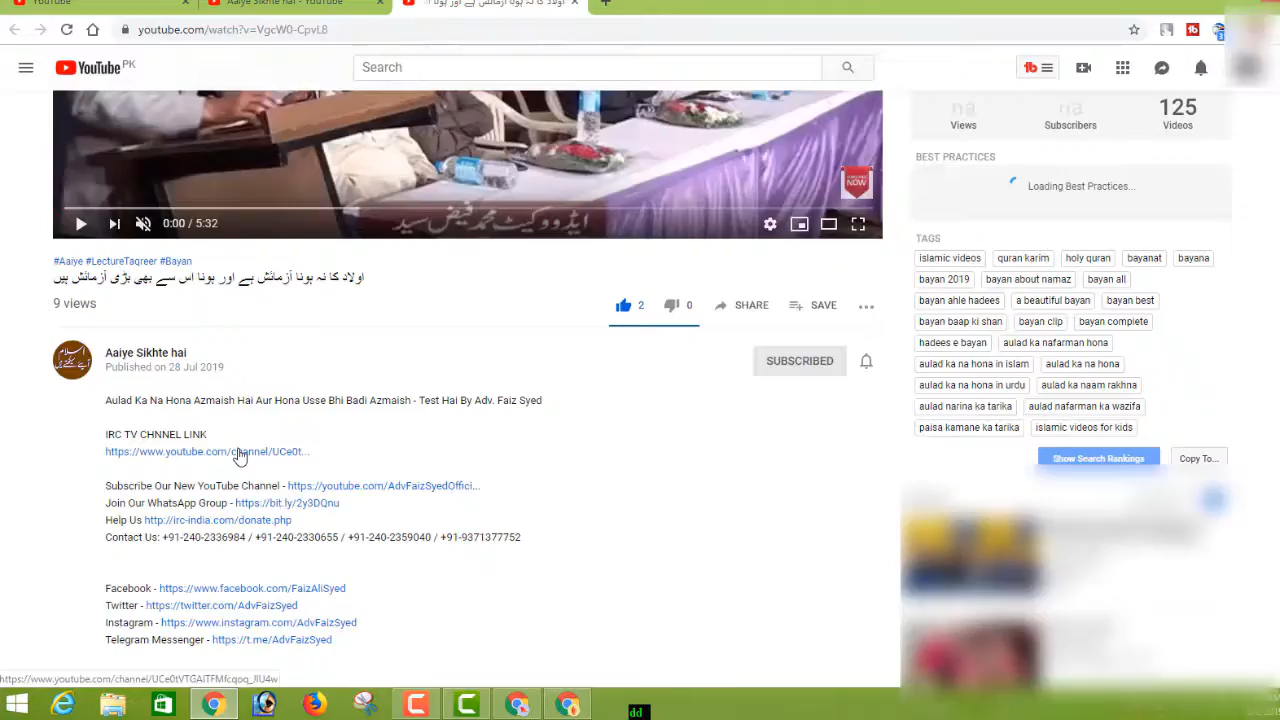 YouTube
Aaiye Sikhte hai - YouTube
اولاد کا نہ ہونا آزمائش ہے اور ہونا ا
youtube.com/watch?v=VgcW0-CpvL8
YouTube PK
Search
na
na
125
Views
Subscribers
Videos
BEST PRACTICES
Loading Best Practices...
SUBSCRIBE NOW
0:00 / 5:32
ایڈووکیٹ محمد فیض سید
TAGS
islamic videos
quran karim
holy quran
bayanat
bayana
bayan 2019
bayan about namaz
bayan all
bayan ahle hadees
a beautiful bayan
bayan best
bayan baap ki shan
bayan clip
bayan complete
hadees e bayan
aulad ka nafarman hona
aulad ka na hona in islam
aulad ka na hona
aulad ka na hona in urdu
aulad ka naam rakhna
aulad narina ka tarika
aulad nafarman ka wazifa
paisa kamane ka tarika
islamic videos for kids
Show Search Rankings
Copy To...
#Aaiye #LectureTaqreer #Bayan
اولاد کا نہ ہونا آزمائش ہے اور ہونا اس سے بھی بڑی آزمائش ہیں
9 views
2
0
SHARE
SAVE
Aaiye Sikhte hai
Published on 28 Jul 2019
SUBSCRIBED
Aulad Ka Na Hona Azmaish Hai Aur Hona Usse Bhi Badi Azmaish - Test Hai By Adv. Faiz Syed
IRC TV CHNNEL LINK
https://www.youtube.com/channel/UCe0t...
Subscribe Our New YouTube Channel - https://youtube.com/AdvFaizSyedOffici...
Join Our WhatsApp Group - https://bit.ly/2y3DQnu
Help Us http://irc-india.com/donate.php
Contact Us: +91-240-2336984 / +91-240-2330655 / +91-240-2359040 / +91-9371377752
Facebook - https://www.facebook.com/FaizAliSyed
Twitter - https://twitter.com/AdvFaizSyed
Instagram - https://www.instagram.com/AdvFaizSyed
Telegram Messenger - https://t.me/AdvFaizSyed
https://www.youtube.com/channel/UCe0tVTGAITFMfcqpq_JIU4w
dd